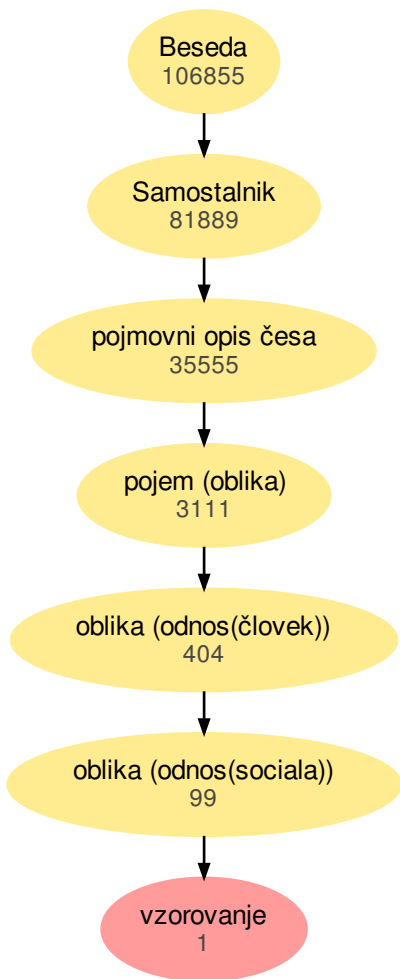 Beseda
106855
Samostalnik
81889
pojmovni opis česa
35555
pojem (oblika)
3111
oblika (odnos(človek))
404
oblika (odnos(sociala))
99
vzorovanje
1